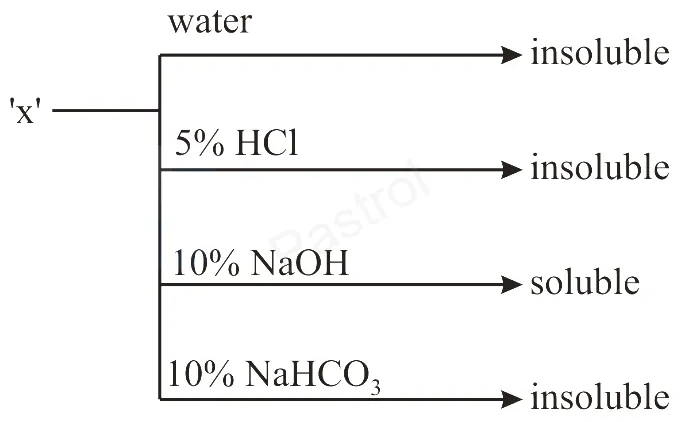 water
insoluble
'x'
5% HCl
insoluble
10% NaOH
soluble
10% NaHCO₃
insoluble